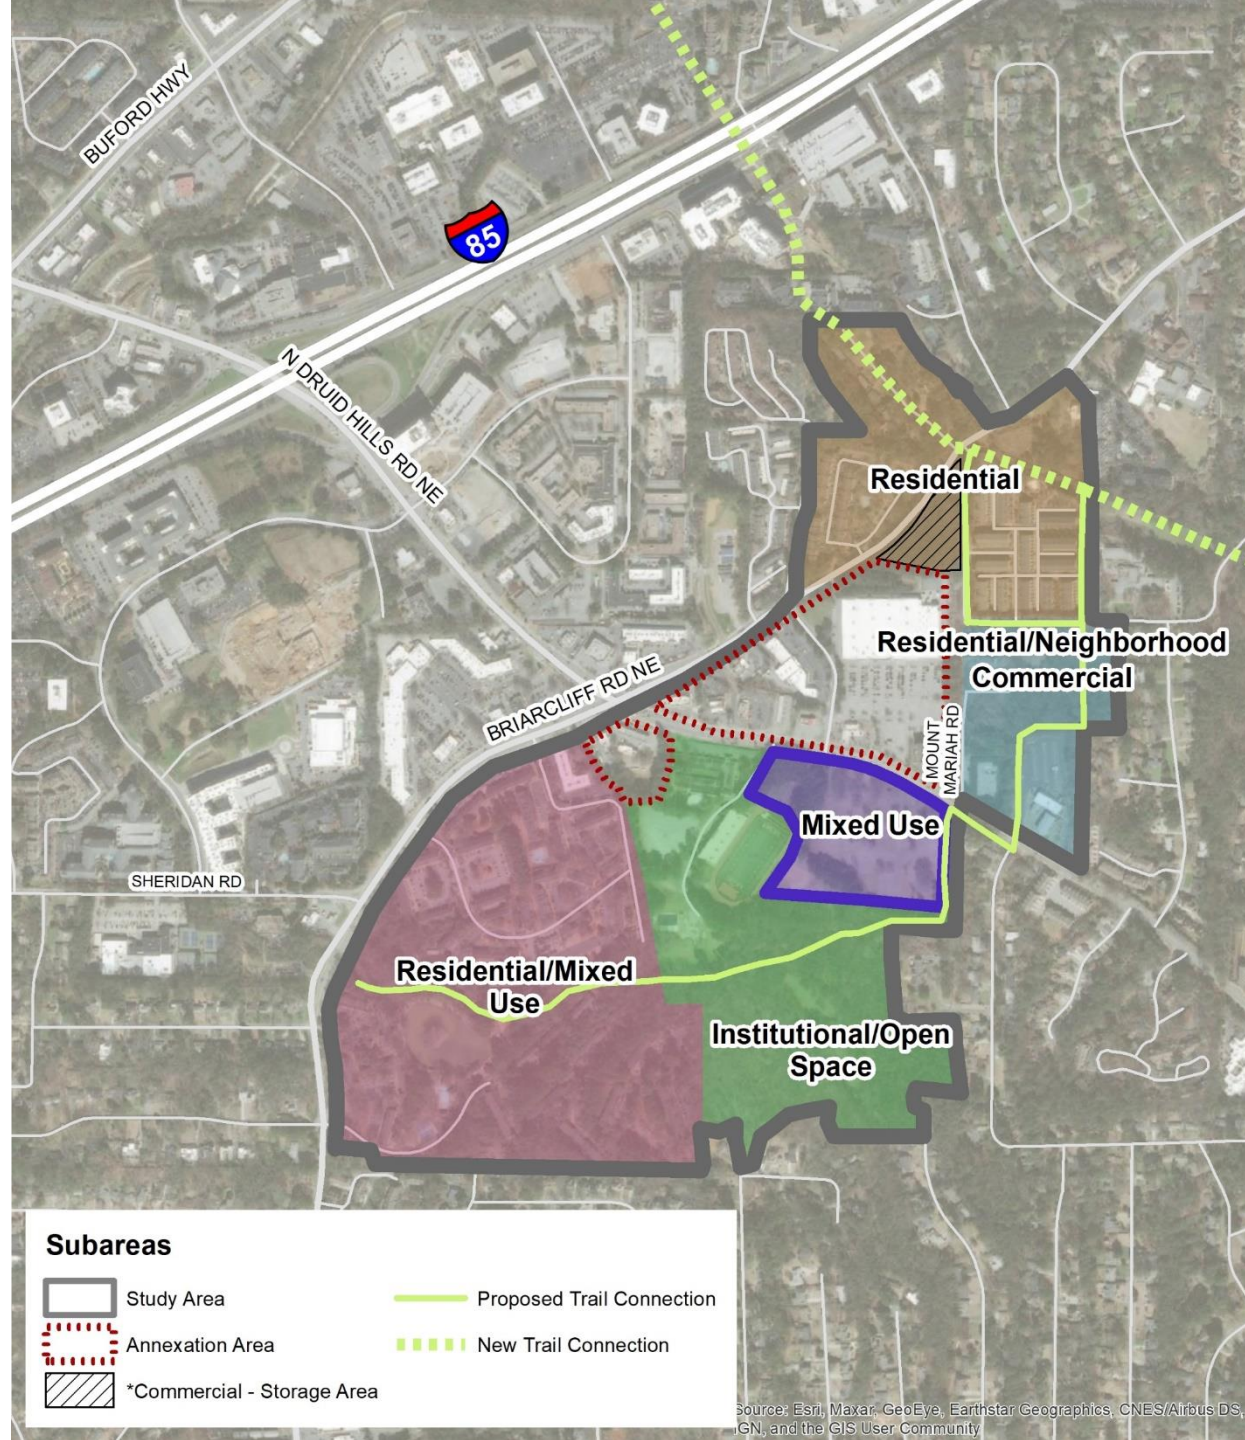 BUFORD HWY
85
N DRUID HILLS RD NE
Residential
Residential/Neighborhood
Commercial
BRIARCLIFF RD NE
MOUNT
MARIAH RD
Mixed Use
SHERIDAN RD
Residential/Mixed
Use
Institutional/Open
Space
Subareas
Study Area
Proposed Trail Connection
Annexation Area
New Trail Connection
*Commercial - Storage Area
Source: Esri, Maxar, GeoEye, Earthstar Geographics, CNES/Airbus DS,
IGN, and the GIS User Community